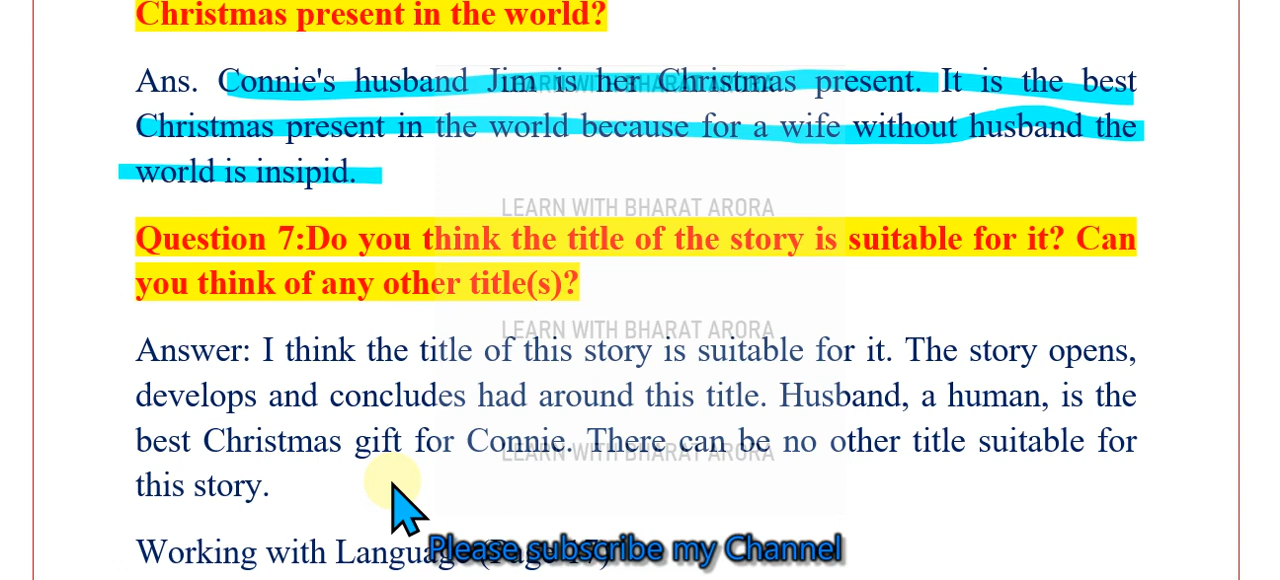 Christmas present in the world?
Ans. Connie's husband Jim is her Christmas present. It is the best
LEARN WITH BHARAT ARORA
Christmas present in the world because for a wife without husband the
world is insipid.
LEARN WITH BHARAT ARORA
Question 7:Do you think the title of the story is suitable for it? Can
you think of any other title(s)?
LEARN WITH BHARAT ARORA
Answer: I think the title of this story is suitable for it. The story opens,
develops and concludes had around this title. Husband, a human, is the
best Christmas gift for Connie. There can be no other title suitable for
LEARN WITH BHARAT ARORA
this story.
Working with Language
Please subscribe my Channel